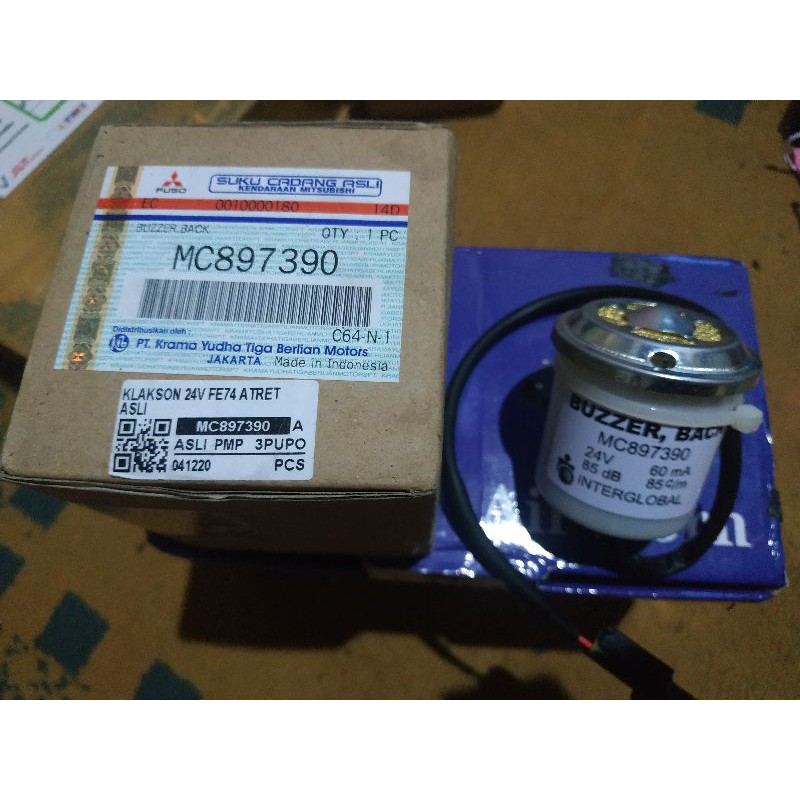 FUSO
SUKU CADANG ASLI
KENDARAAN MITSUBISHI
EC 0010000180 14D
BUZZER,BACK QTY : 1 PC
MC897390
C64-N-1
Didistribusikan oleh :
PT. Krama Yudha Tiga Berlian Motors
JAKARTA Made in Indonesia
KLAKSON 24V FE74 ATRET
ASLI
MC897390 A
ASLI PMP 3PUPO
041220 PCS
BUZZER, BACK
MC897390
24V 60 mA
85 dB 85 c/m
INTERGLOBAL